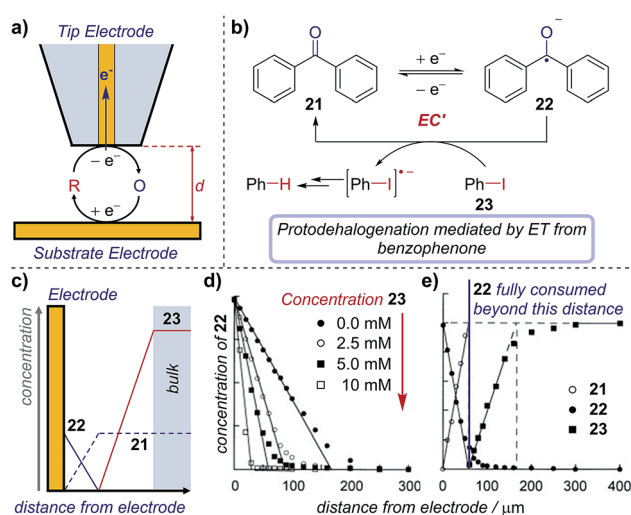 a)
Tip Electrode
e-
− e−
R
O
d
+ e−
Substrate Electrode
b)
O
21
+ e−
− e−
O
−
•
22
EC'
Ph−H
[Ph−I]•−
Ph−I
23
Protodehalogenation mediated by ET from
benzophenone
c)
Electrode
concentration
22
21
23
bulk
distance from electrode
d)
concentration of 22
Concentration 23
0.0 mM
2.5 mM
5.0 mM
10 mM
0 100 200 300
distance from electrode / μm
e)
22 fully consumed
beyond this distance
21
22
23
0 100 200 300 400